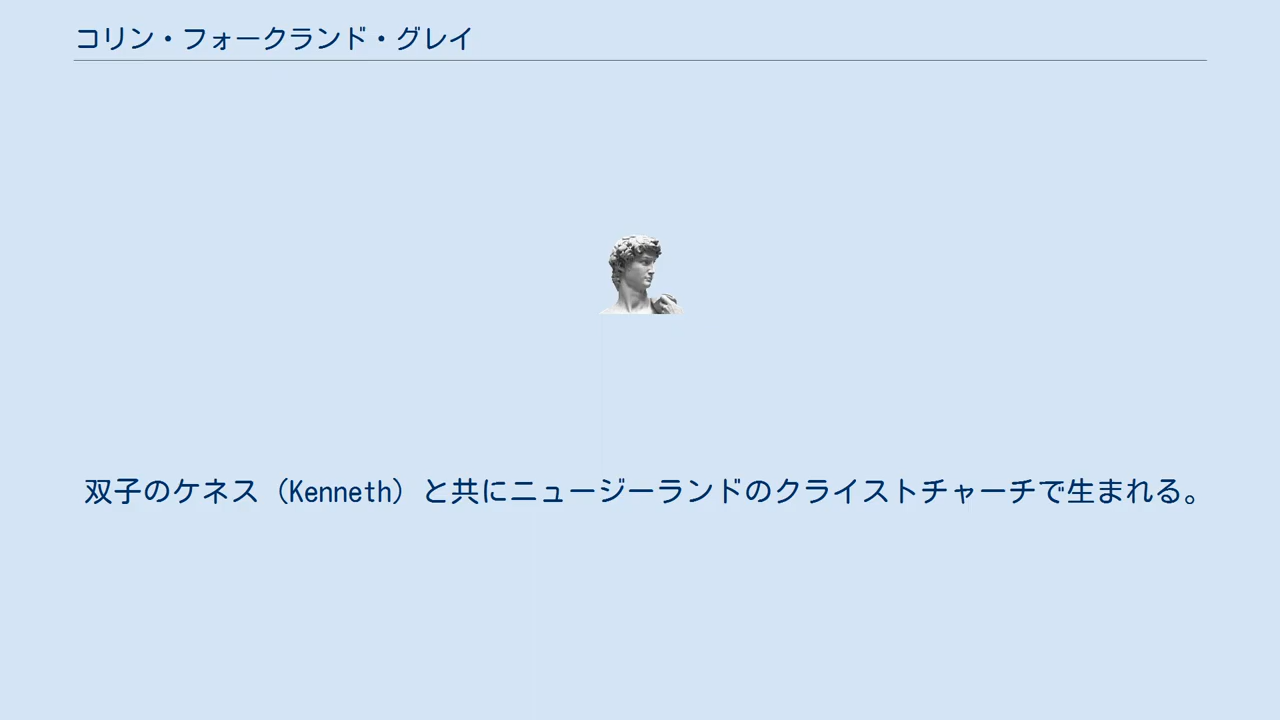 コリン・フォークランド・グレイ
双子のケネス（Kenneth）と共にニュージーランドのクライストチャーチで生まれる。